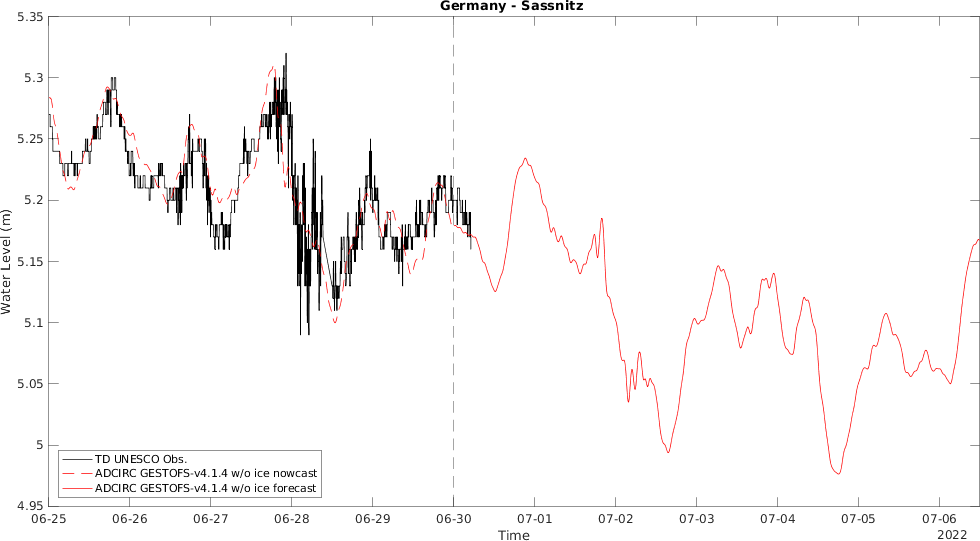 Germany - Sassnitz
5.35
5.3
5.25
5.2
5.15
5.1
5.05
5
4.95
Water Level (m)
TD UNESCO Obs.
ADCIRC GESTOFS-v4.1.4 w/o ice nowcast
ADCIRC GESTOFS-v4.1.4 w/o ice forecast
06-25 06-26 06-27 06-28 06-29 06-30 07-01 07-02 07-03 07-04 07-05 07-06
Time
2022